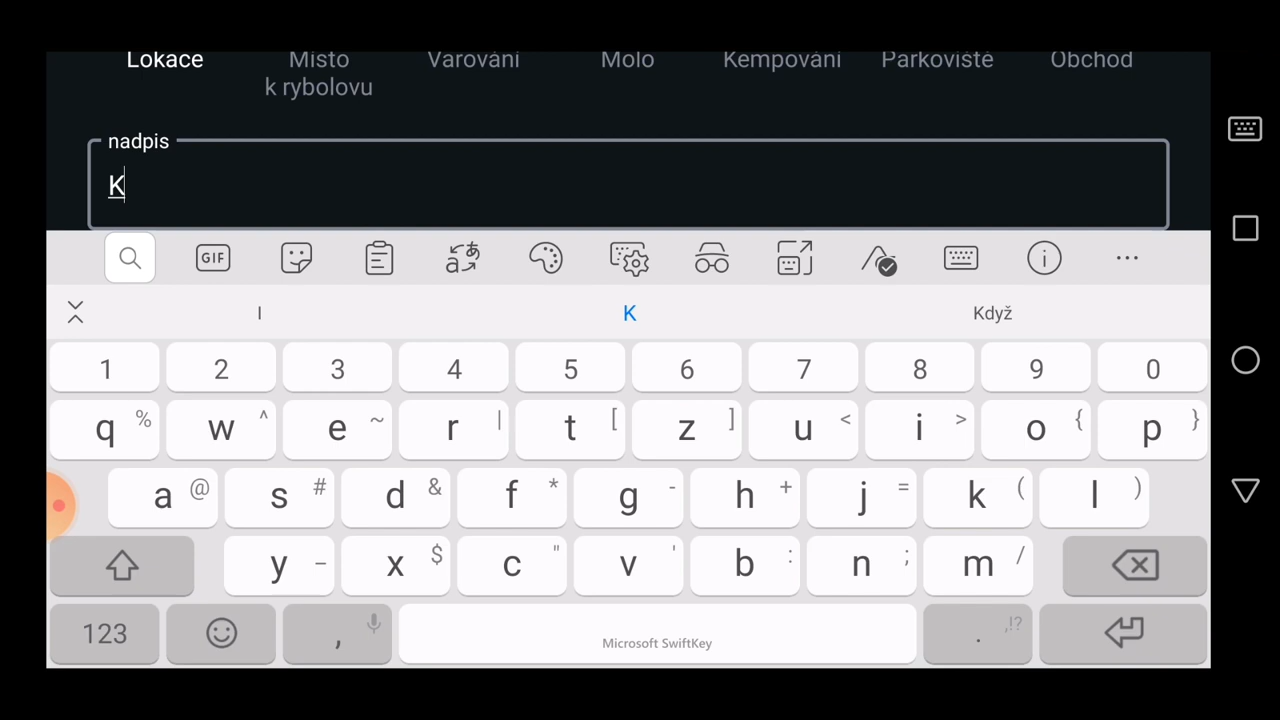 Lokace Místo Varování Molo Kempování Parkoviště Obchod
k rybolovu
nadpis
K
GIF
I K Když
1 2 3 4 5 6 7 8 9 0
q % w ^ e ~ r | t [ z ] u < i > o { p }
a @ s # d & f * g - h + j = k ( l )
y _ x $ c " v ' b : n ; m /
123 , . ,!?
Microsoft SwiftKey